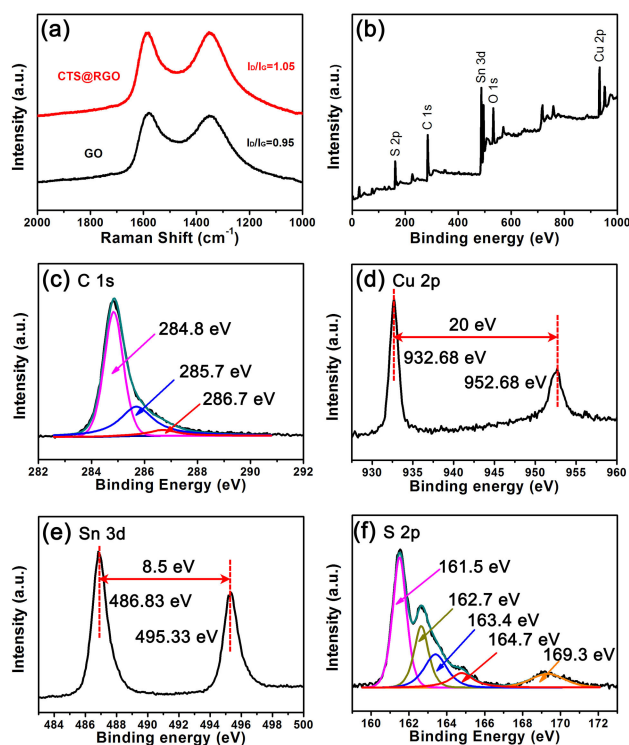 (a)
CTS@RGO
I_D/I_G=1.05
GO
I_D/I_G=0.95
Intensity (a.u.)
2000 1800 1600 1400 1200 1000
Raman Shift (cm⁻¹)
(b)
S 2p
C 1s
Sn 3d
O 1s
Cu 2p
Intensity (a.u.)
0 200 400 600 800 1000
Binding energy (eV)
(c) C 1s
284.8 eV
285.7 eV
286.7 eV
Intensity (a.u.)
282 284 286 288 290 292
Binding Energy (eV)
(d) Cu 2p
20 eV
932.68 eV
952.68 eV
Intensity (a.u.)
930 935 940 945 950 955 960
Binding Energy (eV)
(e) Sn 3d
8.5 eV
486.83 eV
495.33 eV
Intensity (a.u.)
484 486 488 490 492 494 496 498 500
Binding Energy (eV)
(f) S 2p
161.5 eV
162.7 eV
163.4 eV
164.7 eV
169.3 eV
Intensity (a.u.)
160 162 164 166 168 170 172
Binding Energy (eV)